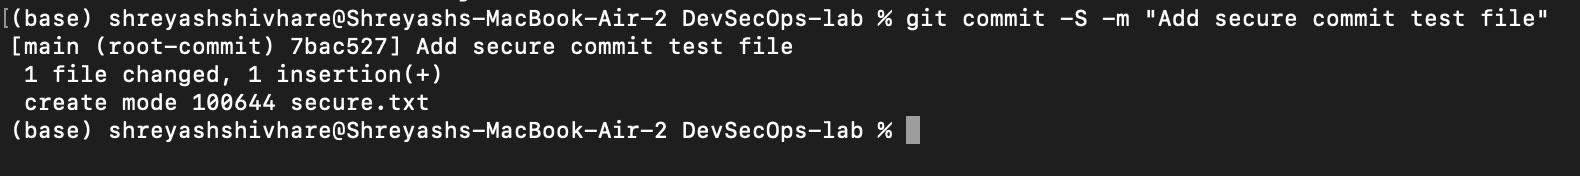 [(base) shreyashshivhare@Shreyashs-MacBook-Air-2 DevSecOps-lab % git commit -S -m "Add secure commit test file"
[main (root-commit) 7bac527] Add secure commit test file
 1 file changed, 1 insertion(+)
 create mode 100644 secure.txt
(base) shreyashshivhare@Shreyashs-MacBook-Air-2 DevSecOps-lab %